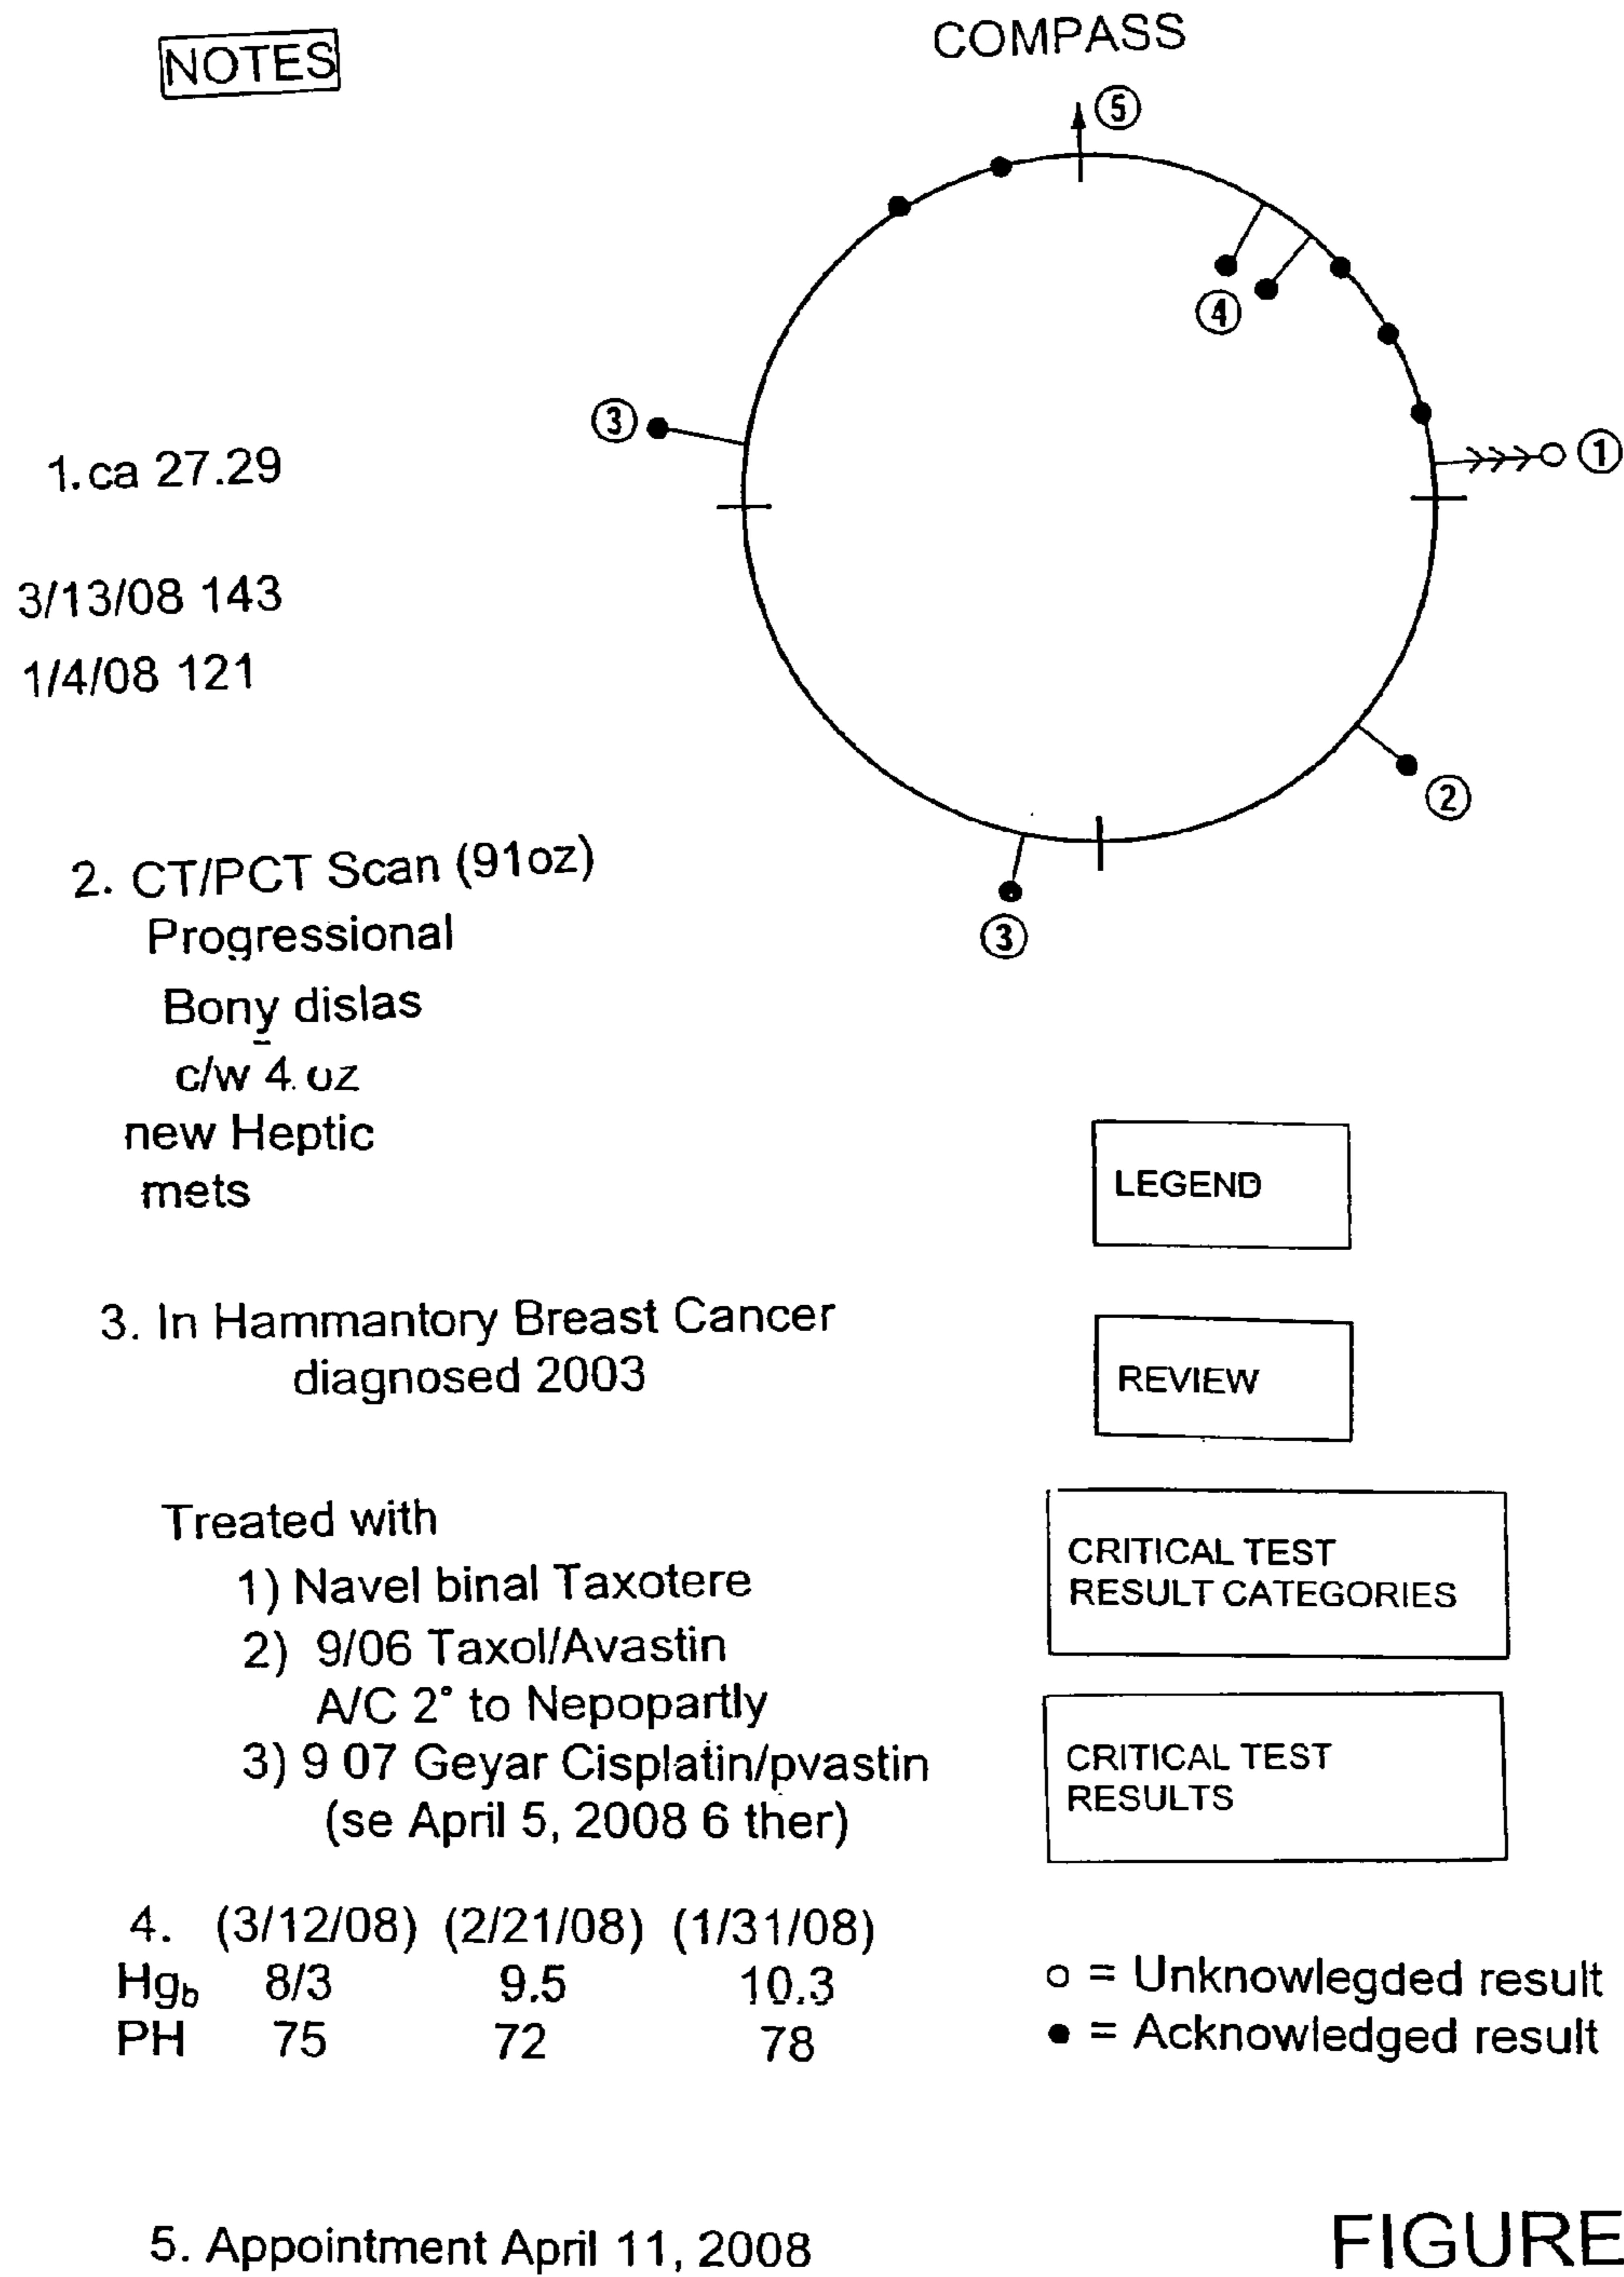 NOTES
COMPASS
⑤
④
③
①
②
③
1. ca 27.29
3/13/08 143
1/4/08 121
2. CT/PCT Scan (91oz)
Progressional
Bony dislas
c/w 4. oz
new Heptic
mets
3. In Hammantory Breast Cancer
diagnosed 2003
Treated with
1) Navel binal Taxotere
2) 9/06 Taxol/Avastin
A/C 2° to Nepopartly
3) 9 07 Geyar Cisplatin/pvastin
(se April 5, 2008 6 ther)
4. (3/12/08) (2/21/08) (1/31/08)
Hgb 8/3 9.5 10.3
PH 75 72 78
5. Appointment April 11, 2008
LEGEND
REVIEW
CRITICAL TEST
RESULT CATEGORIES
CRITICAL TEST
RESULTS
○ = Unknowlegded result
● = Acknowledged result
FIGURE